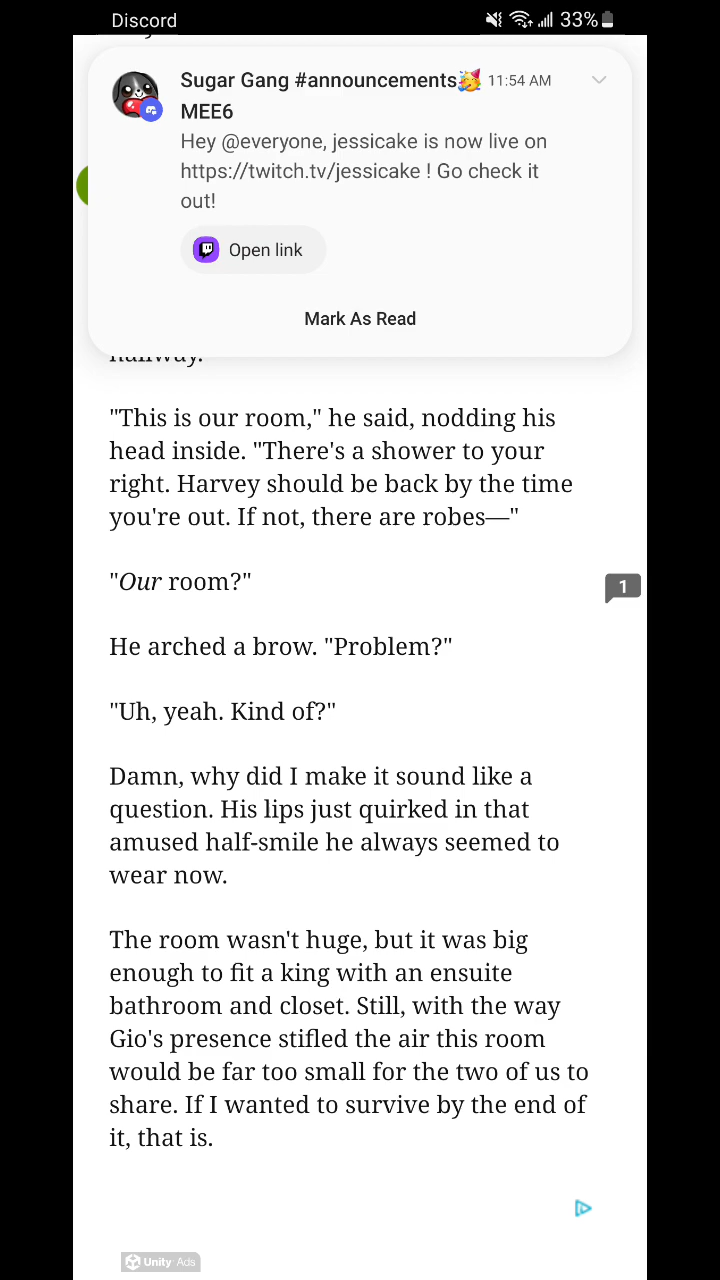 Discord 33%
Sugar Gang #announcements🥳 11:54 AM
MEE6
Hey @everyone, jessicake is now live on
https://twitch.tv/jessicake ! Go check it
out!
Open link
Mark As Read
hallway.
"This is our room," he said, nodding his
head inside. "There's a shower to your
right. Harvey should be back by the time
you're out. If not, there are robes—"
"Our room?"
1
He arched a brow. "Problem?"
"Uh, yeah. Kind of?"
Damn, why did I make it sound like a
question. His lips just quirked in that
amused half-smile he always seemed to
wear now.
The room wasn't huge, but it was big
enough to fit a king with an ensuite
bathroom and closet. Still, with the way
Gio's presence stifled the air this room
would be far too small for the two of us to
share. If I wanted to survive by the end of
it, that is.
Unity Ads